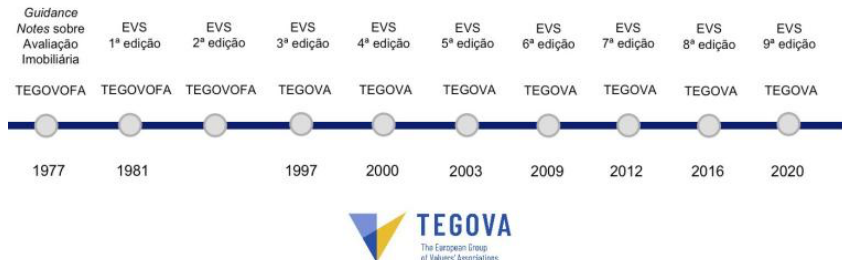 Guidance
Notes sobre
Avaliação
Imobiliária
EVS
1ª edição
EVS
2ª edição
EVS
3ª edição
EVS
4ª edição
EVS
5ª edição
EVS
6ª edição
EVS
7ª edição
EVS
8ª edição
EVS
9ª edição
TEGOVOFA TEGOVOFA TEGOVOFA TEGOVA TEGOVA TEGOVA TEGOVA TEGOVA TEGOVA TEGOVA
1977 1981 1997 2000 2003 2009 2012 2016 2020
TEGOVA
The European Group
of Valuers' Associations